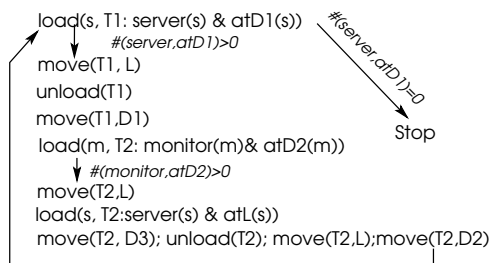 load(s, T1: server(s) & atD1(s))
#(server,atD1)>0
#(server,atD1)=0
move(T1, L)
unload(T1)
move(T1,D1)
Stop
load(m, T2: monitor(m)& atD2(m))
#(monitor,atD2)>0
move(T2,L)
load(s, T2:server(s) & atL(s))
move(T2, D3); unload(T2); move(T2,L);move(T2,D2)